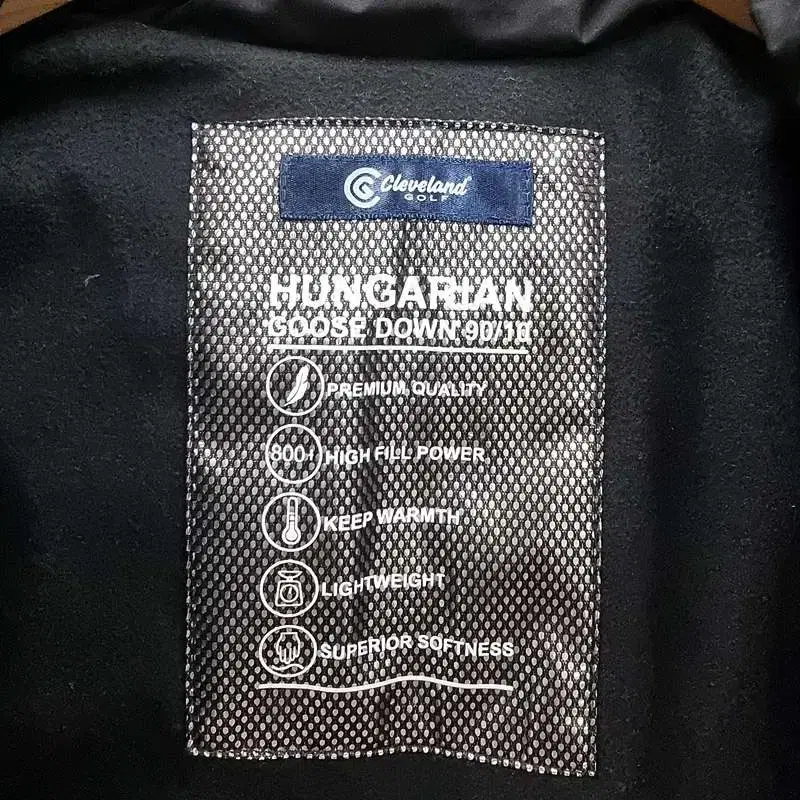 Cleveland
GOLF
HUNGARIAN
GOOSE DOWN 90/10
PREMIUM QUALITY
800+ HIGH FILL POWER
KEEP WARMTH
LIGHTWEIGHT
SUPERIOR SOFTNESS